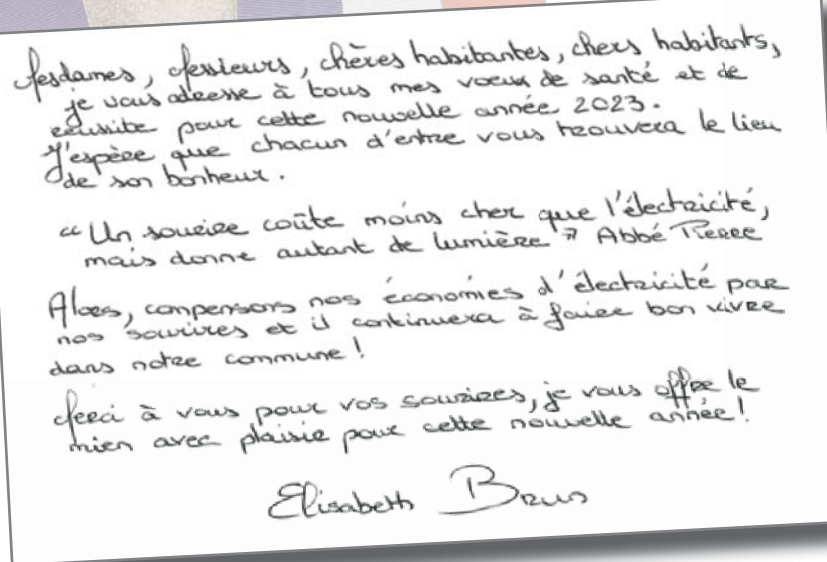 Mesdames, Messieurs, chères habitantes, chers habitants,
je vous adresse à tous mes voeux de santé et de
réussite pour cette nouvelle année 2023.
J'espère que chacun d'entre vous trouvera le lieu
de son bonheur.
"Un sourire coûte moins cher que l'électricité,
mais donne autant de lumière" Abbé Pierre
Alors, compensons nos économies d'électricité par
nos sourires et il continuera à faire bon vivre
dans notre commune !
Merci à vous pour vos sourires, je vous offre le
mien avec plaisir pour cette nouvelle année !
Elisabeth Brun